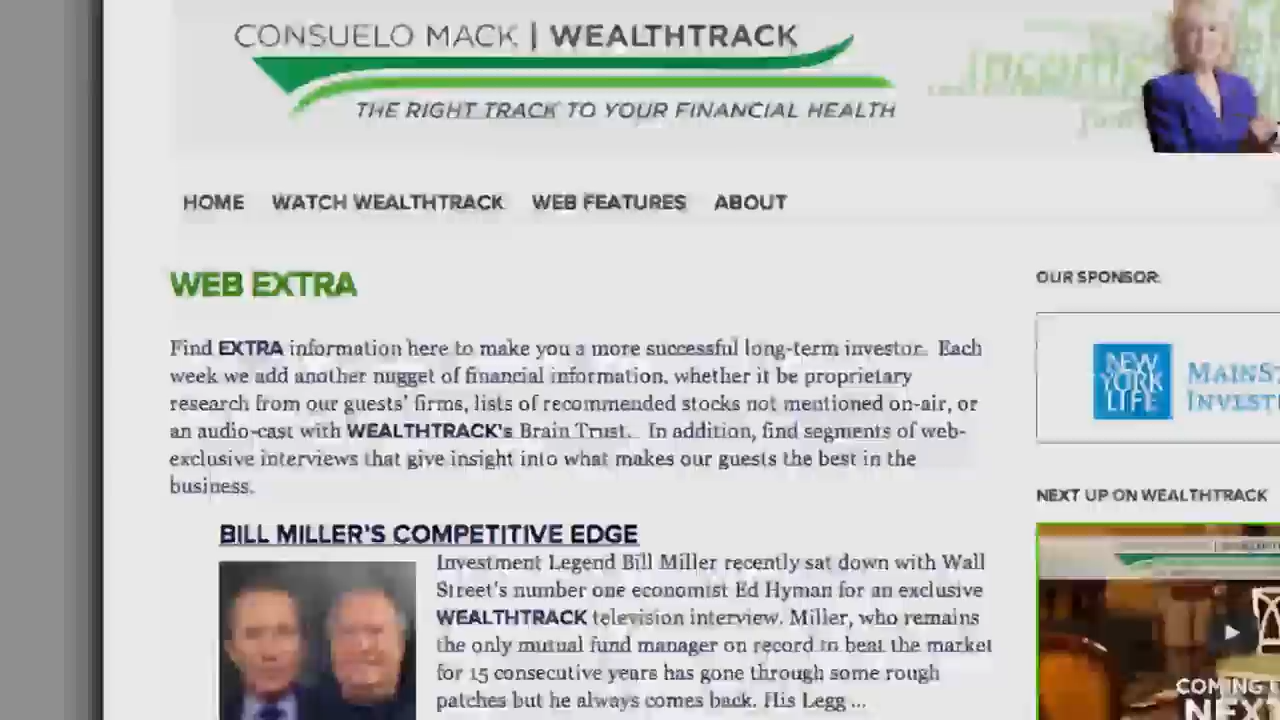 CONSUELO MACK | WEALTHTRACK
THE RIGHT TRACK TO YOUR FINANCIAL HEALTH
HOME WATCH WEALTHTRACK WEB FEATURES ABOUT
WEB EXTRA
Find EXTRA information here to make you a more successful long-term investor. Each
week we add another nugget of financial information, whether it be proprietary
research from our guests' firms, lists of recommended stocks not mentioned on-air, or
an audio-cast with WEALTHTRACK's Brain Trust. In addition, find segments of web-
exclusive interviews that give insight into what makes our guests the best in the
business.
BILL MILLER'S COMPETITIVE EDGE
Investment Legend Bill Miller recently sat down with Wall
Street's number one economist Ed Hyman for an exclusive
WEALTHTRACK television interview. Miller, who remains
the only mutual fund manager on record to beat the market
for 15 consecutive years has gone through some rough
patches but he always comes back. His Legg ...
OUR SPONSOR
NEW
YORK
LIFE
MAINST
INVEST
NEXT UP ON WEALTHTRACK
COMING
NEXT